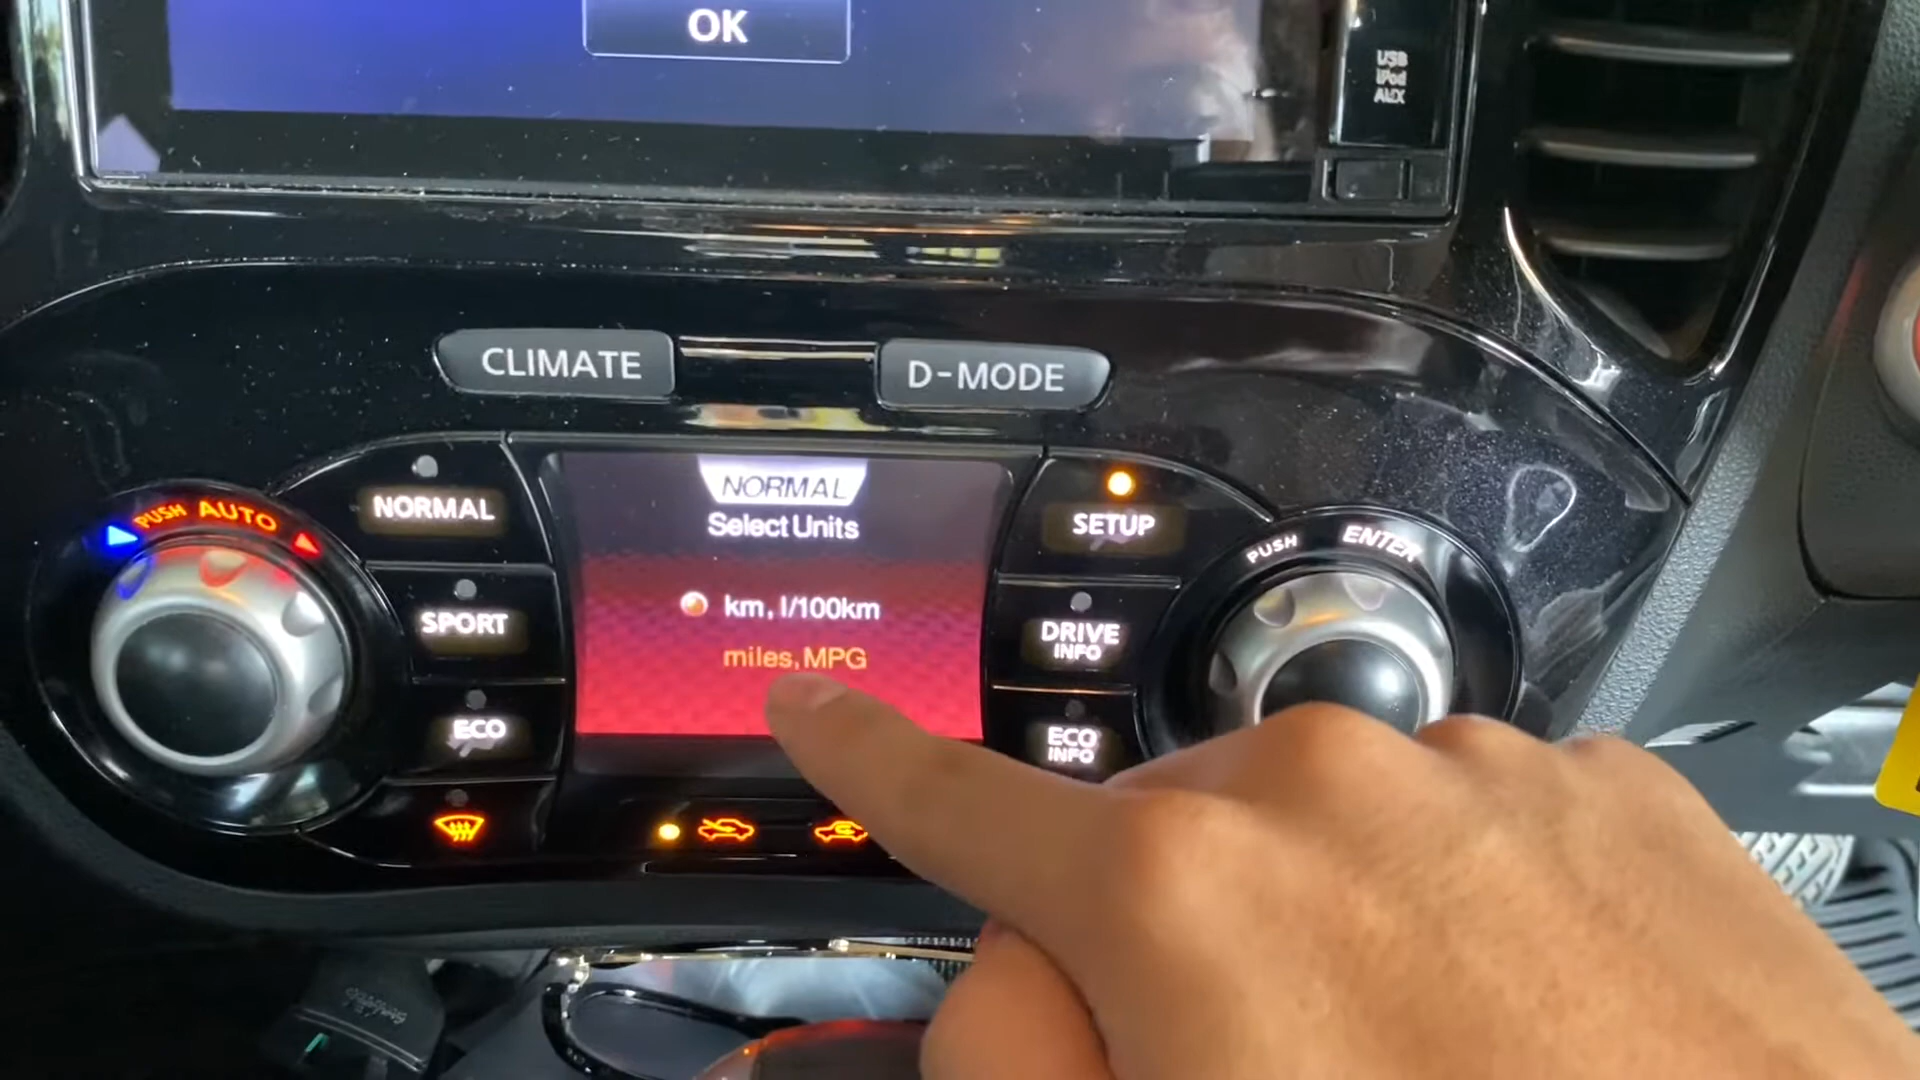 OK
USB
iPod
AUX
CLIMATE
D-MODE
NORMAL
Select Units
km, l/100km
miles, MPG
PUSH AUTO
NORMAL
SPORT
ECO
SETUP
DRIVE
INFO
ECO
INFO
PUSH ENTER